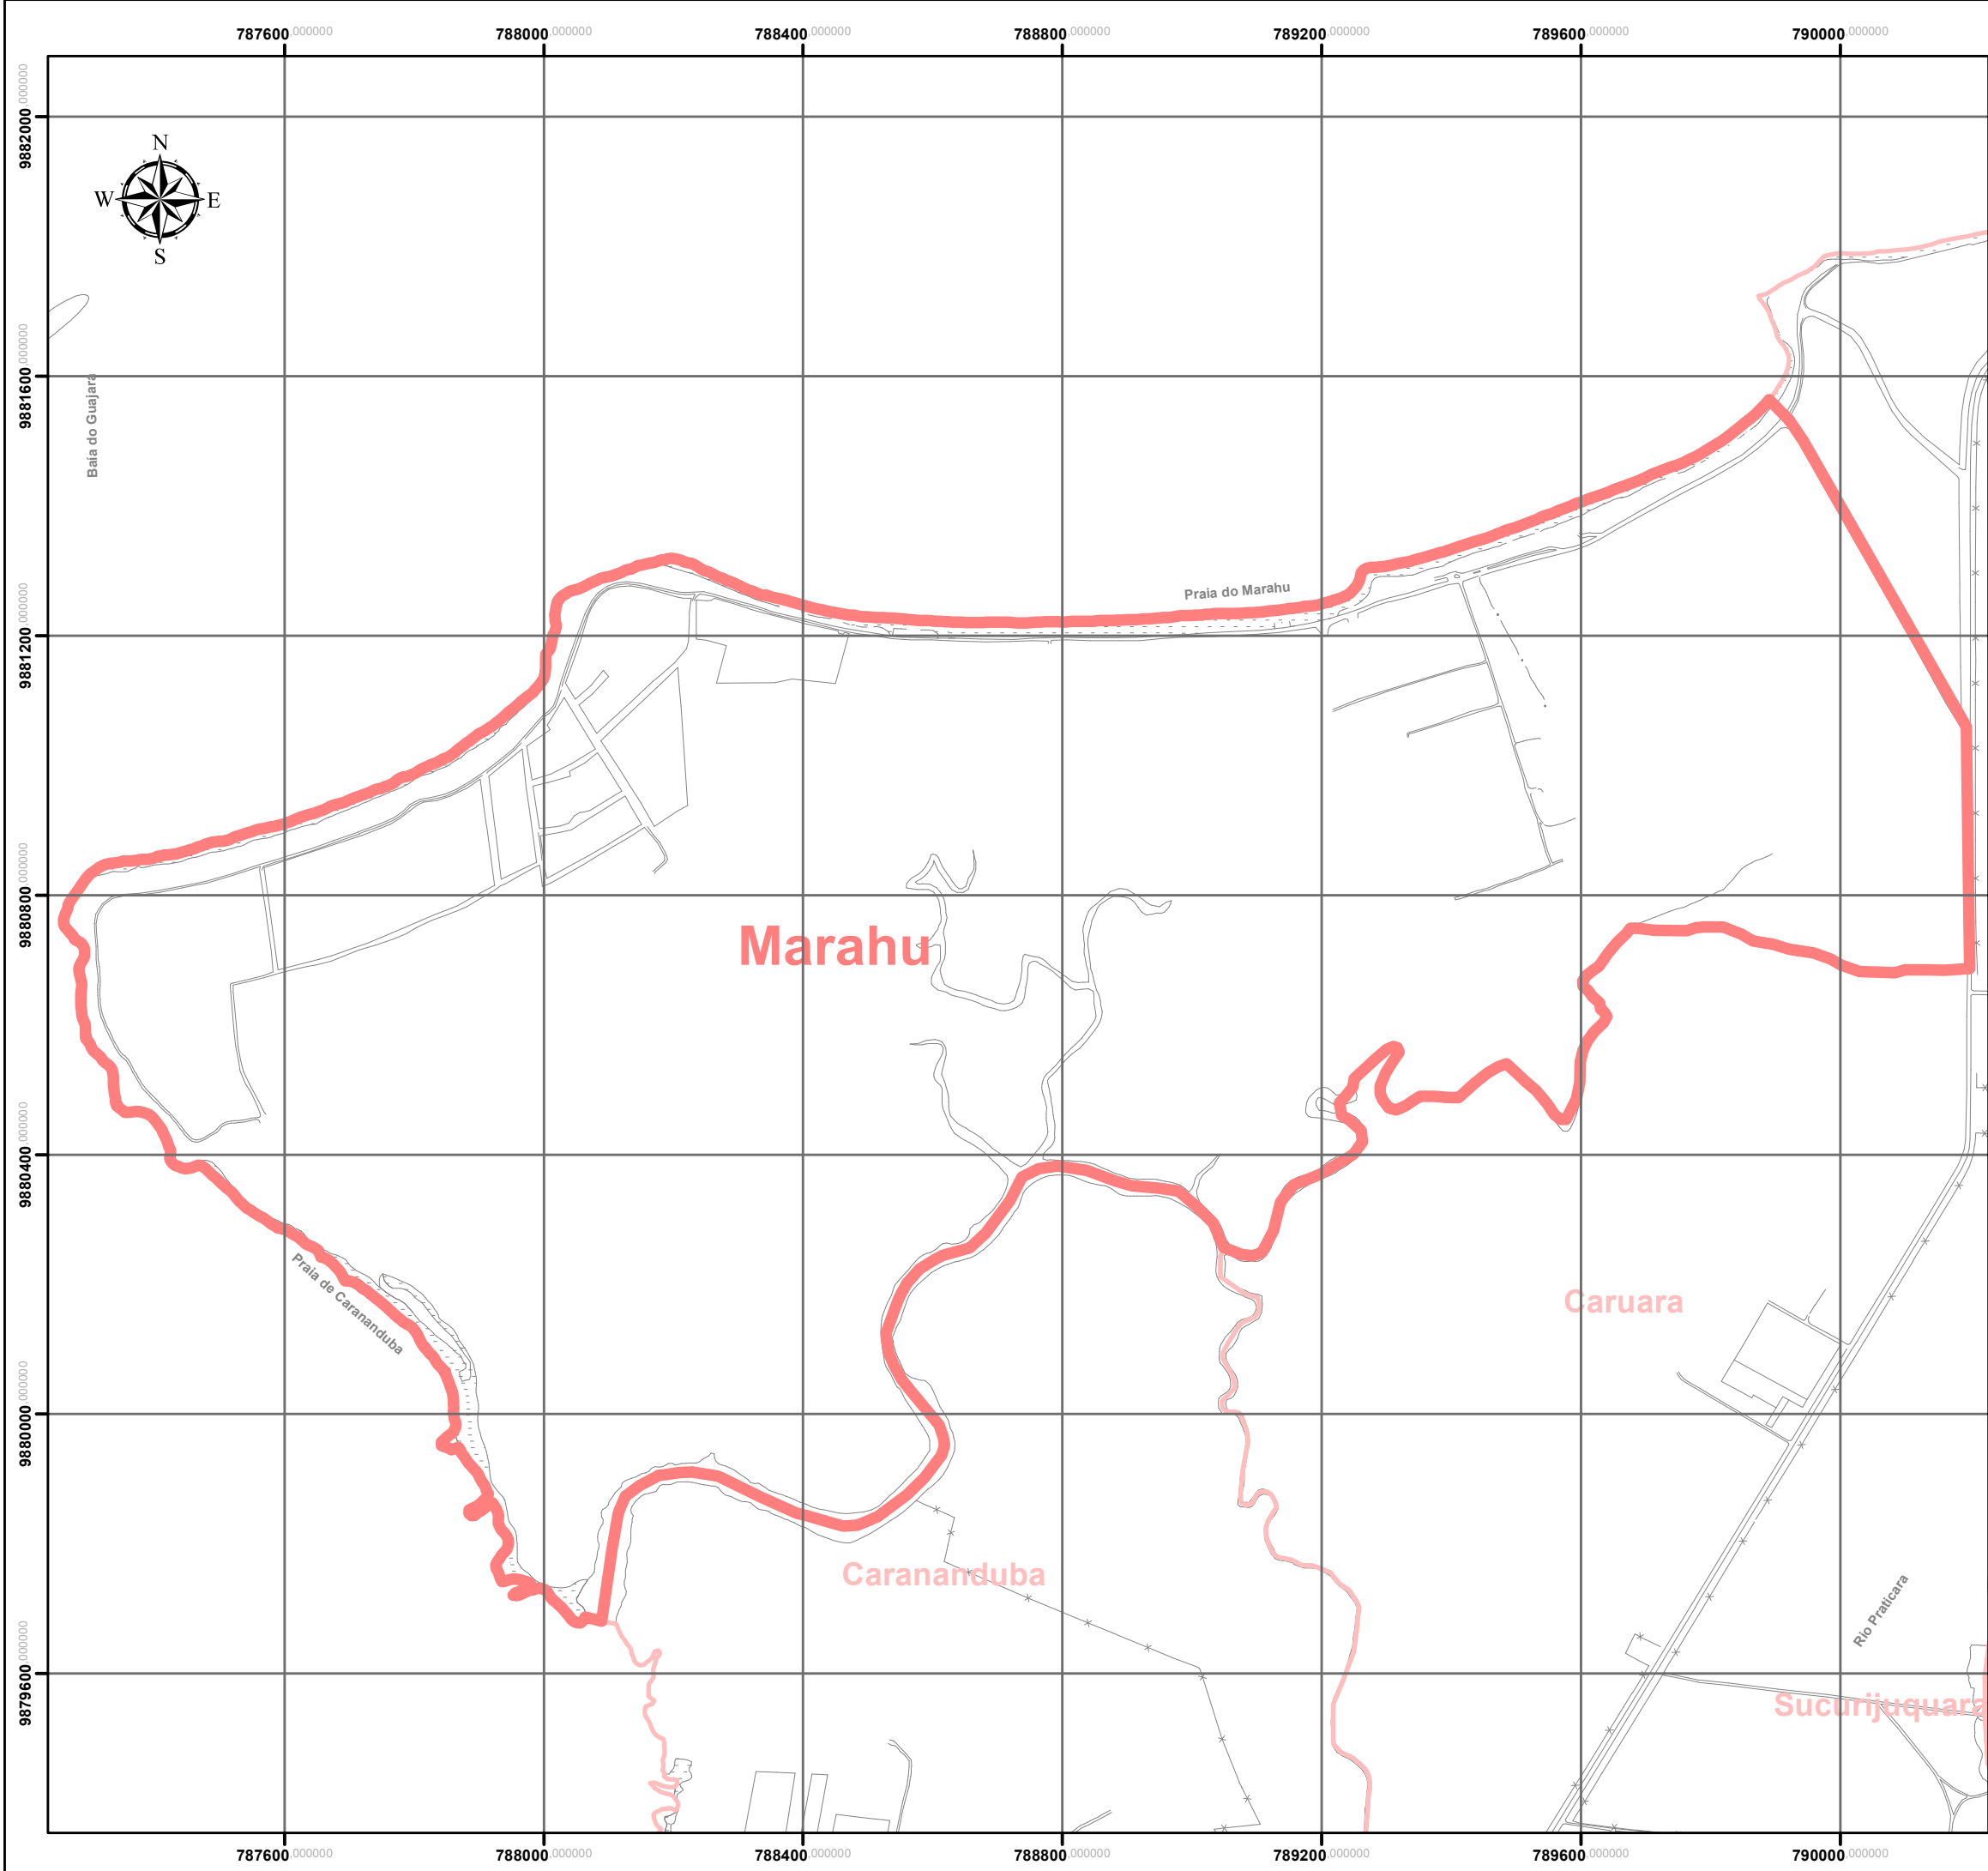 787600.000000 788000.000000 788400.000000 788800.000000 789200.000000 789600.000000 790000.000000
9882000.000000
N
W E
S
9881600.000000
Baía do Guajara
Praia do Marahu
9881200.000000
9880800.000000
Marahu
9880400.000000
Praia de Carananduba
Caruara
9880000.000000
Carananduba
Rio Praticara
9879600.000000
Sucurijuquara
787600.000000 788000.000000 788400.000000 788800.000000 789200.000000 789600.000000 790000.000000